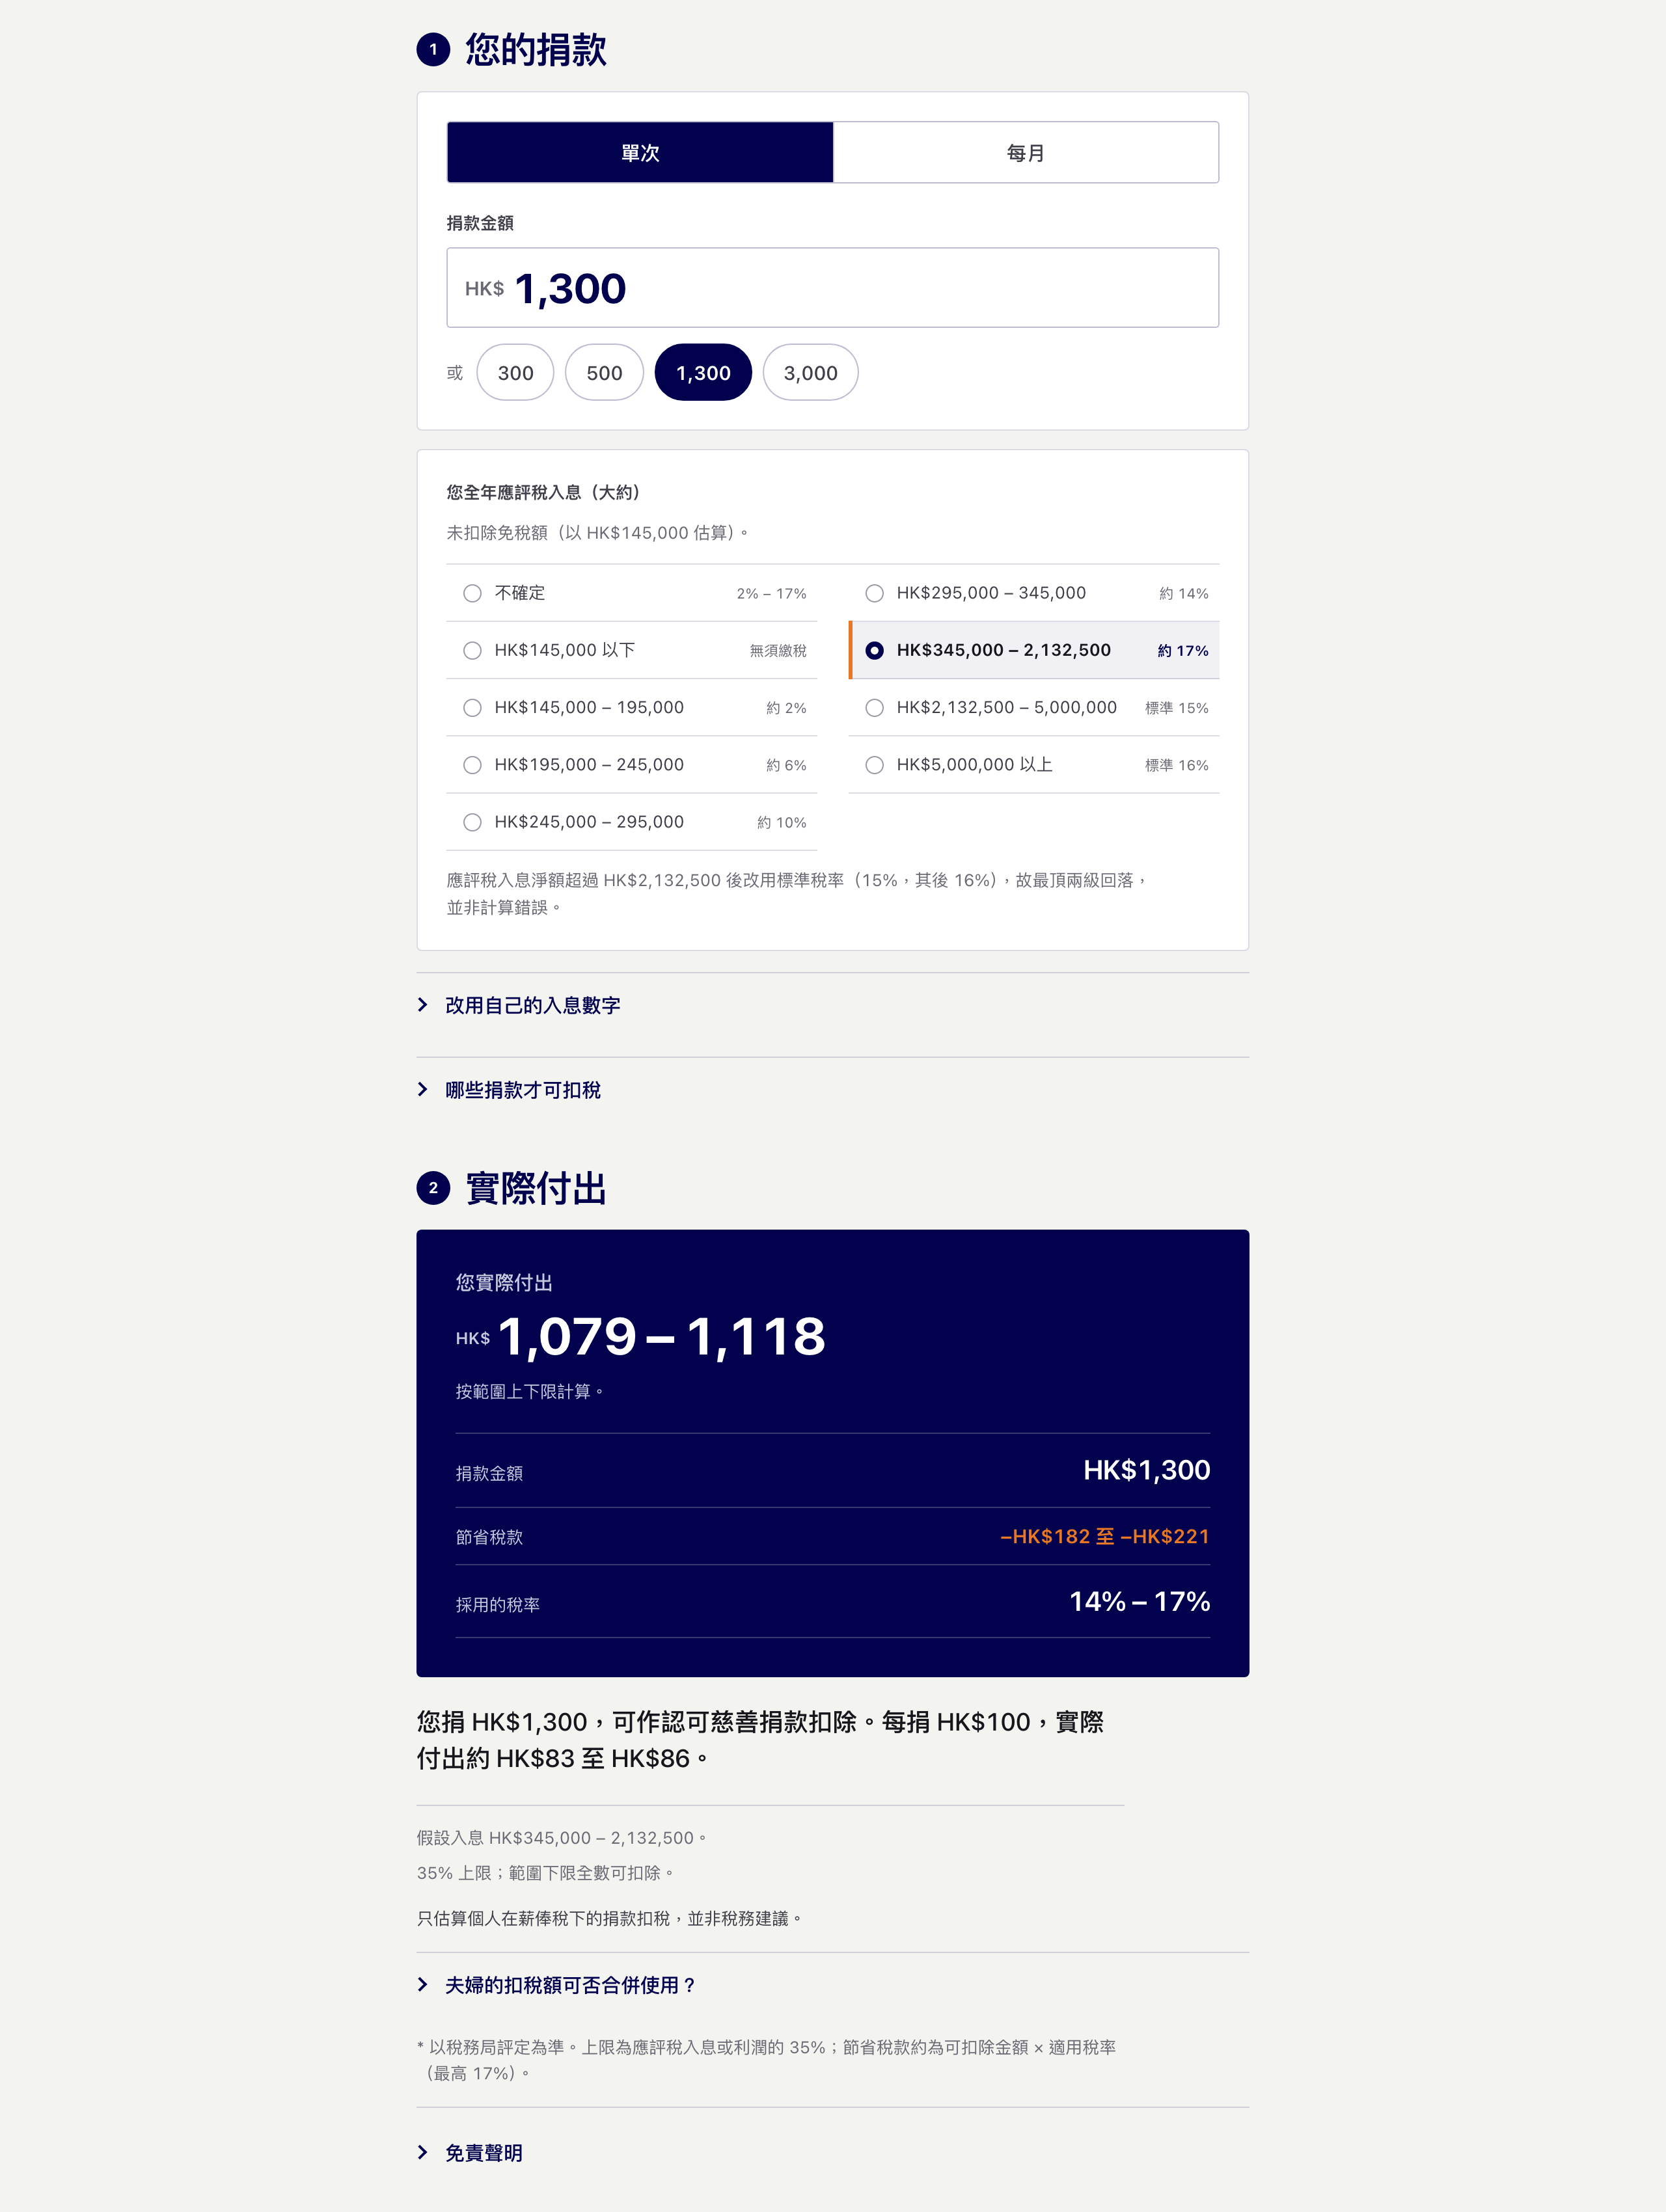 1 您的捐款
單次
每月
捐款金額
HK$ 1,300
或 300 500 1,300 3,000
您全年應評稅入息（大約）
未扣除免稅額（以 HK$145,000 估算）。
不確定 2% – 17%
HK$145,000 以下 無須繳稅
HK$145,000 – 195,000 約 2%
HK$195,000 – 245,000 約 6%
HK$245,000 – 295,000 約 10%
HK$295,000 – 345,000 約 14%
HK$345,000 – 2,132,500 約 17%
HK$2,132,500 – 5,000,000 標準 15%
HK$5,000,000 以上 標準 16%
應評稅入息淨額超過 HK$2,132,500 後改用標準稅率（15%，其後 16%），故最頂兩級回落，
並非計算錯誤。
改用自己的入息數字
哪些捐款才可扣稅
2 實際付出
您實際付出
HK$ 1,079 – 1,118
按範圍上下限計算。
捐款金額 HK$1,300
節省稅款 –HK$182 至 –HK$221
採用的稅率 14% – 17%
您捐 HK$1,300，可作認可慈善捐款扣除。每捐 HK$100，實際
付出約 HK$83 至 HK$86。
假設入息 HK$345,000 – 2,132,500。
35% 上限；範圍下限全數可扣除。
只估算個人在薪俸稅下的捐款扣稅，並非稅務建議。
夫婦的扣稅額可否合併使用？
* 以稅務局評定為準。上限為應評稅入息或利潤的 35%；節省稅款約為可扣除金額 × 適用稅率
（最高 17%）。
免責聲明